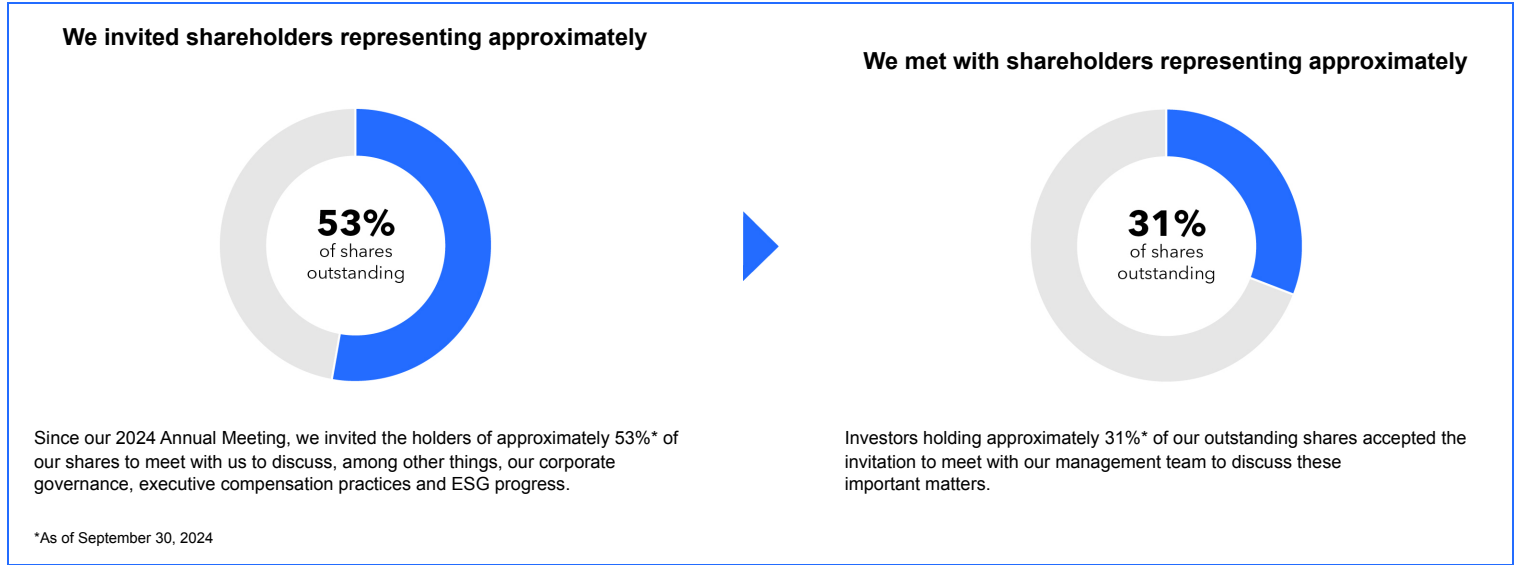 We invited shareholders representing approximately
53%
of shares
outstanding
Since our 2024 Annual Meeting, we invited the holders of approximately 53%* of
our shares to meet with us to discuss, among other things, our corporate
governance, executive compensation practices and ESG progress.
*As of September 30, 2024
We met with shareholders representing approximately
31%
of shares
outstanding
Investors holding approximately 31%* of our outstanding shares accepted the
invitation to meet with our management team to discuss these
important matters.